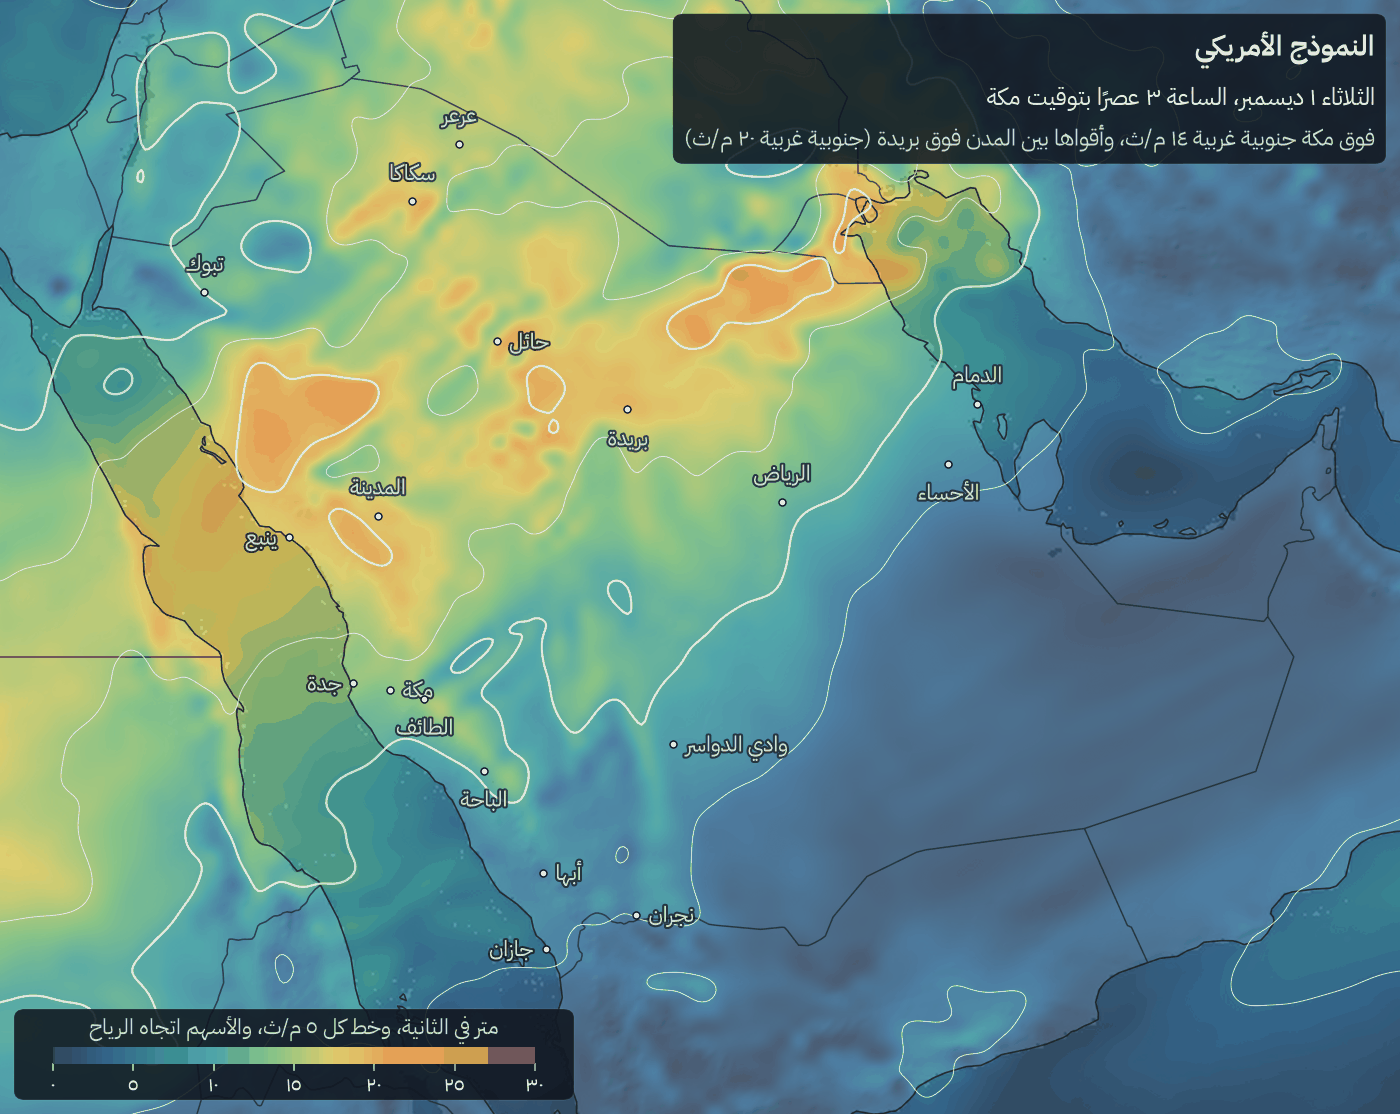 النموذج الأمريكي
الثلاثاء ١ ديسمبر، الساعة ٣ عصرًا بتوقيت مكة
فوق مكة جنوبية غربية ١٤ م/ث، وأقواها بين المدن فوق بريدة (جنوبية غربية ٢٠ م/ث)
عرعر
سكاكا
تبوك
حائل
الدمام
بريدة
الرياض
المدينة
الأحساء
ينبع
جدة
مكة
الطائف
وادي الدواسر
الباحة
أبها
نجران
جازان
متر في الثانية، وخط كل ٥ م/ث، والأسهم اتجاه الرياح
٠ ٥ ١٠ ١٥ ٢٠ ٢٥ ٣٠